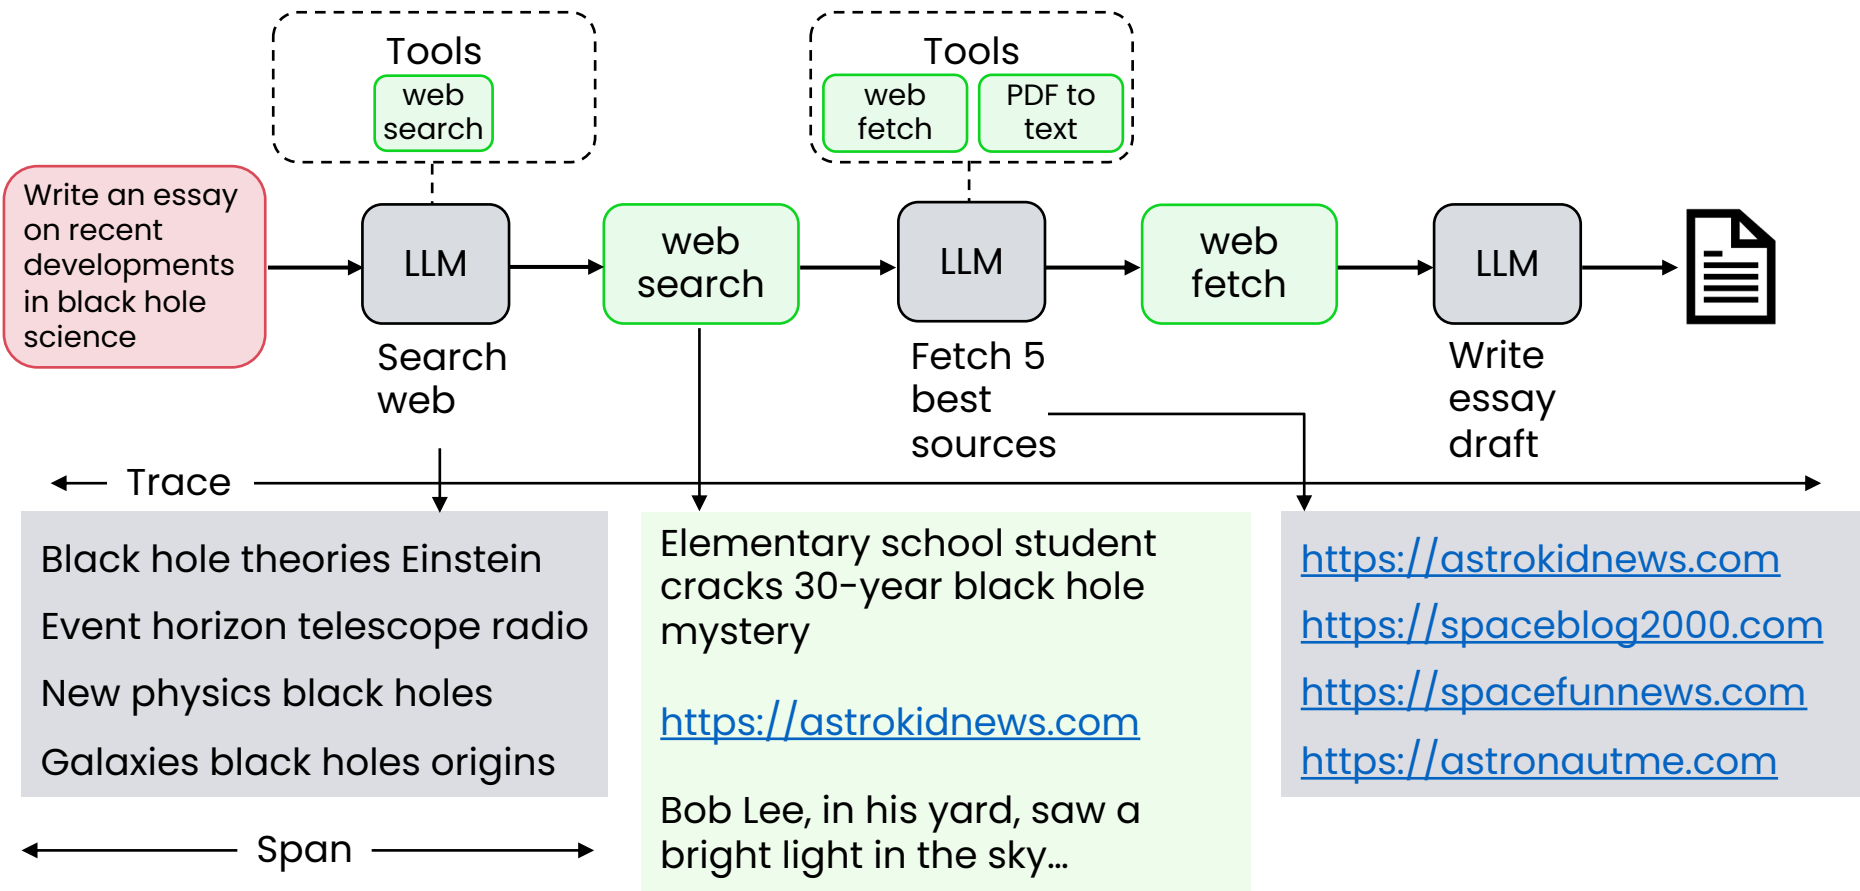 Tools
web
search
Tools
web
fetch
PDF to
text
Write an essay
on recent
developments
in black hole
science
LLM
web
search
LLM
web
fetch
LLM
Search
web
Fetch 5
best
sources
Write
essay
draft
Trace
Black hole theories Einstein
Event horizon telescope radio
New physics black holes
Galaxies black holes origins
Elementary school student
cracks 30-year black hole
mystery
https://astrokidnews.com
Bob Lee, in his yard, saw a
bright light in the sky...
https://astrokidnews.com
https://spaceblog2000.com
https://spacefunnews.com
https://astronautme.com
Span